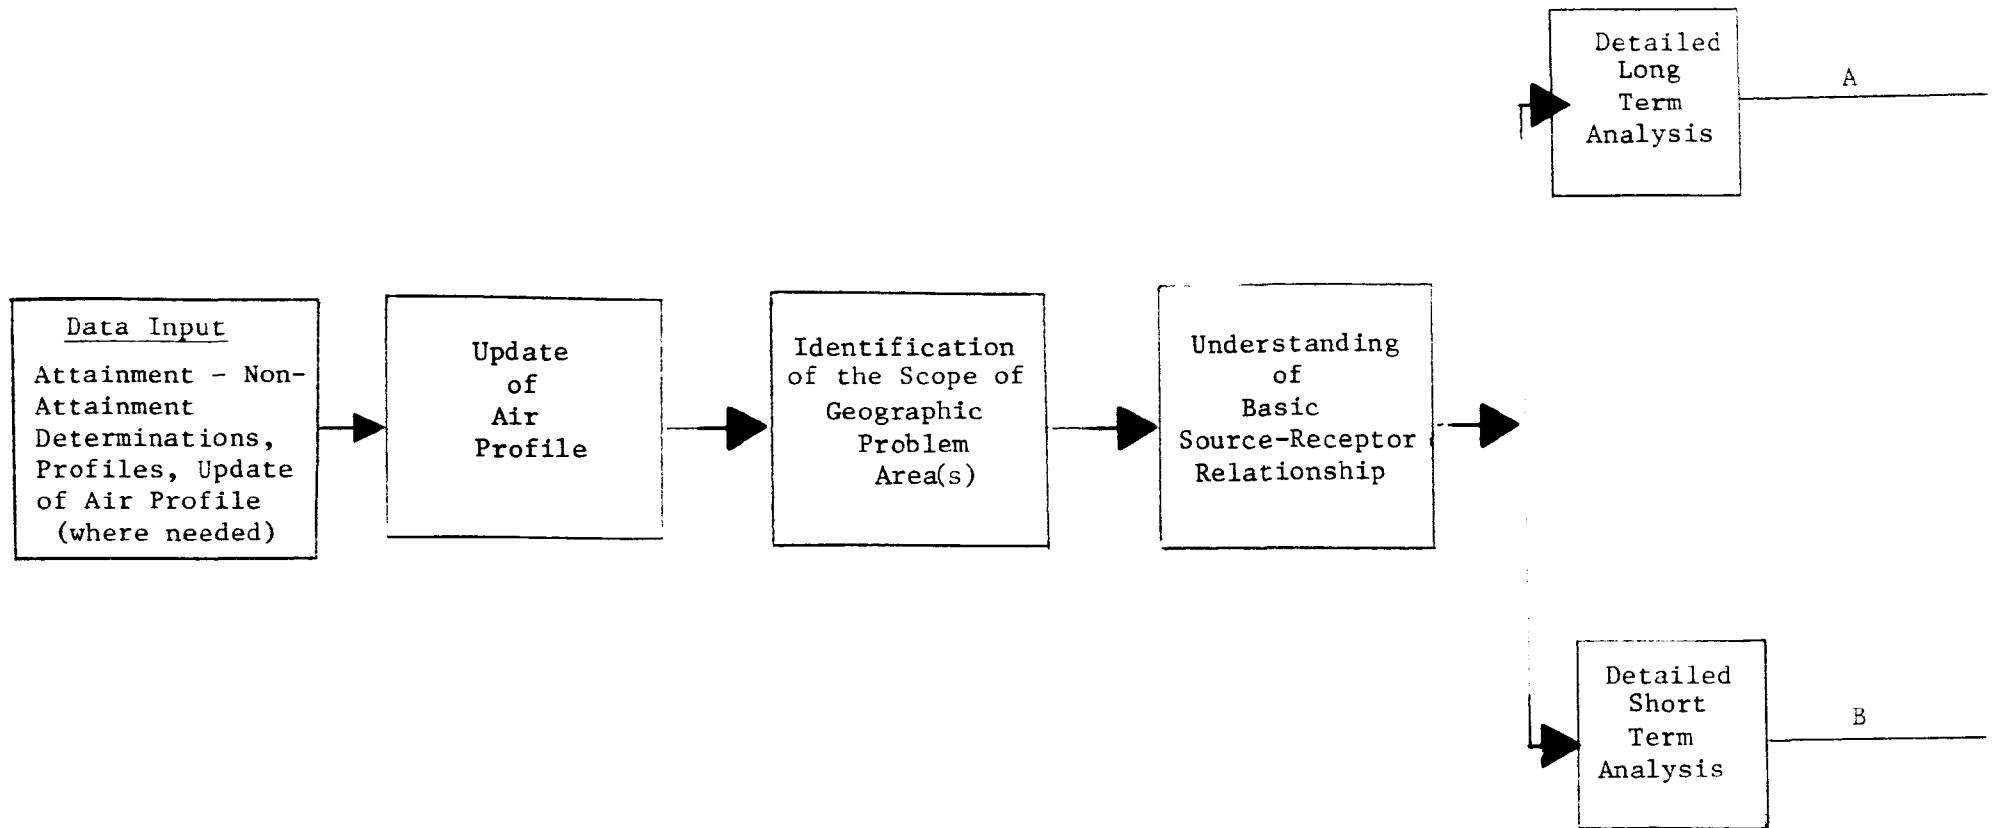 Data Input
Attainment - Non-
Attainment
Determinations,
Profiles, Update
of Air Profile
(where needed)
Update
of
Air
Profile
Identification
of the Scope of
Geographic
Problem
Area(s)
Understanding
of
Basic
Source-Receptor
Relationship
Detailed
Long
Term
Analysis
A
Detailed
Short
Term
Analysis
B